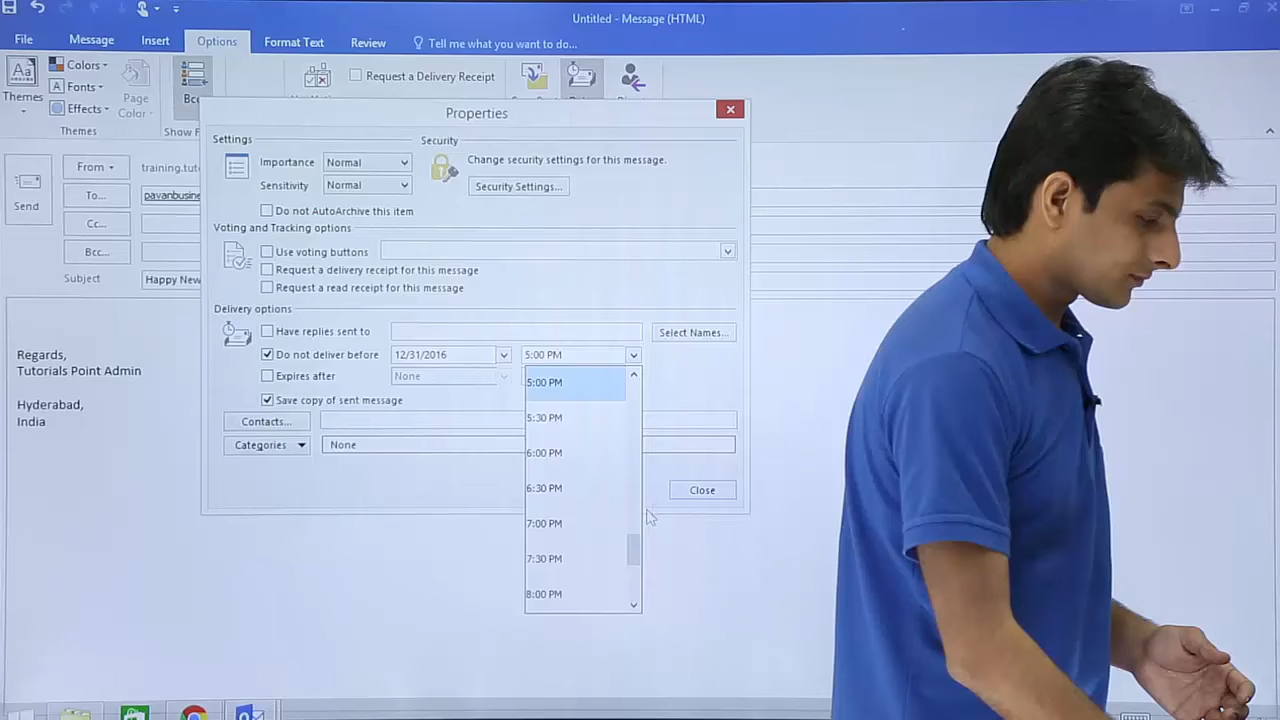 Untitled - Message (HTML)
File Message Insert Options Format Text Review Tell me what you want to do...
Themes
Colors
Fonts
Effects
Page Color
Themes
Bcc
Show F
Request a Delivery Receipt
Properties
Settings
Importance Normal
Sensitivity Normal
Do not AutoArchive this item
Security
Change security settings for this message.
Security Settings...
Voting and Tracking options
Use voting buttons
Request a delivery receipt for this message
Request a read receipt for this message
Delivery options
Have replies sent to Select Names...
Do not deliver before 12/31/2016 5:00 PM
Expires after None
Save copy of sent message
Contacts...
Categories None
5:00 PM
5:30 PM
6:00 PM
6:30 PM
7:00 PM
7:30 PM
8:00 PM
Close
Send
From training.tut
To... pavanbusine
Cc...
Bcc...
Subject Happy New
Regards,
Tutorials Point Admin
Hyderabad,
India